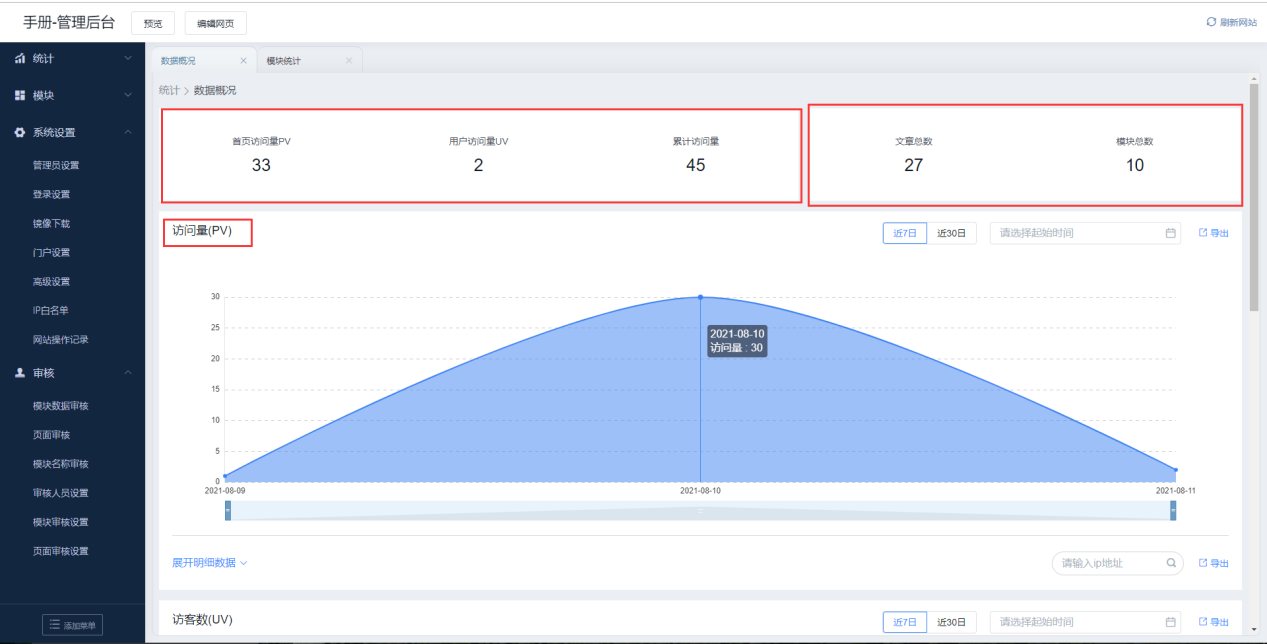 手册-管理后台 预览 编辑网页 刷新网站
统计
模块
系统设置
管理员设置
登录设置
镜像下载
门户设置
高级设置
IP白名单
网站操作记录
审核
模块数据审核
页面审核
模块名称审核
审核人员设置
模块审核设置
页面审核设置
添加菜单
数据概况 模块统计
统计 > 数据概况
首页访问量PV 用户访问量UV 累计访问量 文章总数 模块总数
33 2 45 27 10
访问量(PV) 近7日 近30日 请选择起始时间 导出
30
25
20
15
10
5
0
2021-08-10
访问量 : 30
2021-08-09 2021-08-10 2021-08-11
展开明细数据 请输入ip地址 导出
访客数(UV) 近7日 近30日 请选择起始时间 导出